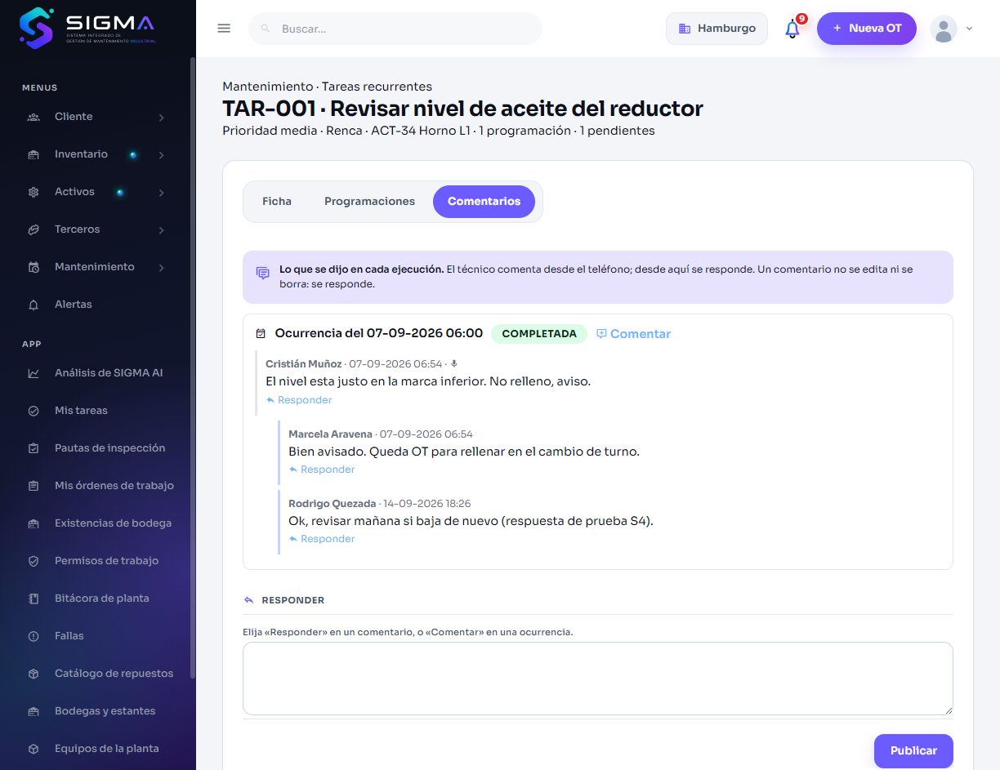 SIGMA
SISTEMA INTEGRADO DE
GESTIÓN DE MANTENIMIENTO INDUSTRIAL
Buscar...
Hamburgo
9
+ Nueva OT
MENUS
Cliente
Inventario
Activos
Terceros
Mantenimiento
Alertas
APP
Análisis de SIGMA AI
Mis tareas
Pautas de inspección
Mis órdenes de trabajo
Existencias de bodega
Permisos de trabajo
Bitácora de planta
Fallas
Catálogo de repuestos
Bodegas y estantes
Equipos de la planta
Mantenimiento · Tareas recurrentes
TAR-001 · Revisar nivel de aceite del reductor
Prioridad media · Renca · ACT-34 Horno L1 · 1 programación · 1 pendientes
Ficha
Programaciones
Comentarios
Lo que se dijo en cada ejecución. El técnico comenta desde el teléfono; desde aquí se responde. Un comentario no se edita ni se
borra: se responde.
Ocurrencia del 07-09-2026 06:00 COMPLETADA Comentar
Cristián Muñoz · 07-09-2026 06:54 ·
El nivel esta justo en la marca inferior. No relleno, aviso.
Responder
Marcela Aravena · 07-09-2026 06:54
Bien avisado. Queda OT para rellenar en el cambio de turno.
Responder
Rodrigo Quezada · 14-09-2026 18:26
Ok, revisar mañana si baja de nuevo (respuesta de prueba S4).
Responder
RESPONDER
Elija «Responder» en un comentario, o «Comentar» en una ocurrencia.
Publicar